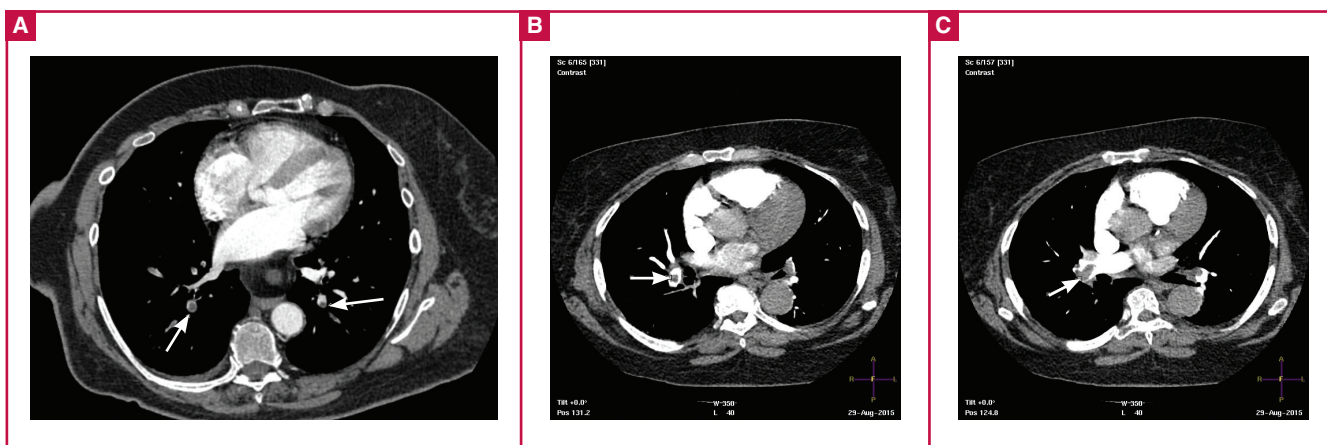 A
B
Sc 6/165 [331]
Contrast
A
R F L
P
Tilt +0.0°
Pos 131.2
W 350
L 40
29-Aug-2015
C
Sc 6/157 [331]
Contrast
A
R F L
P
Tilt +0.0°
Pos 124.8
W 350
L 40
29-Aug-2015